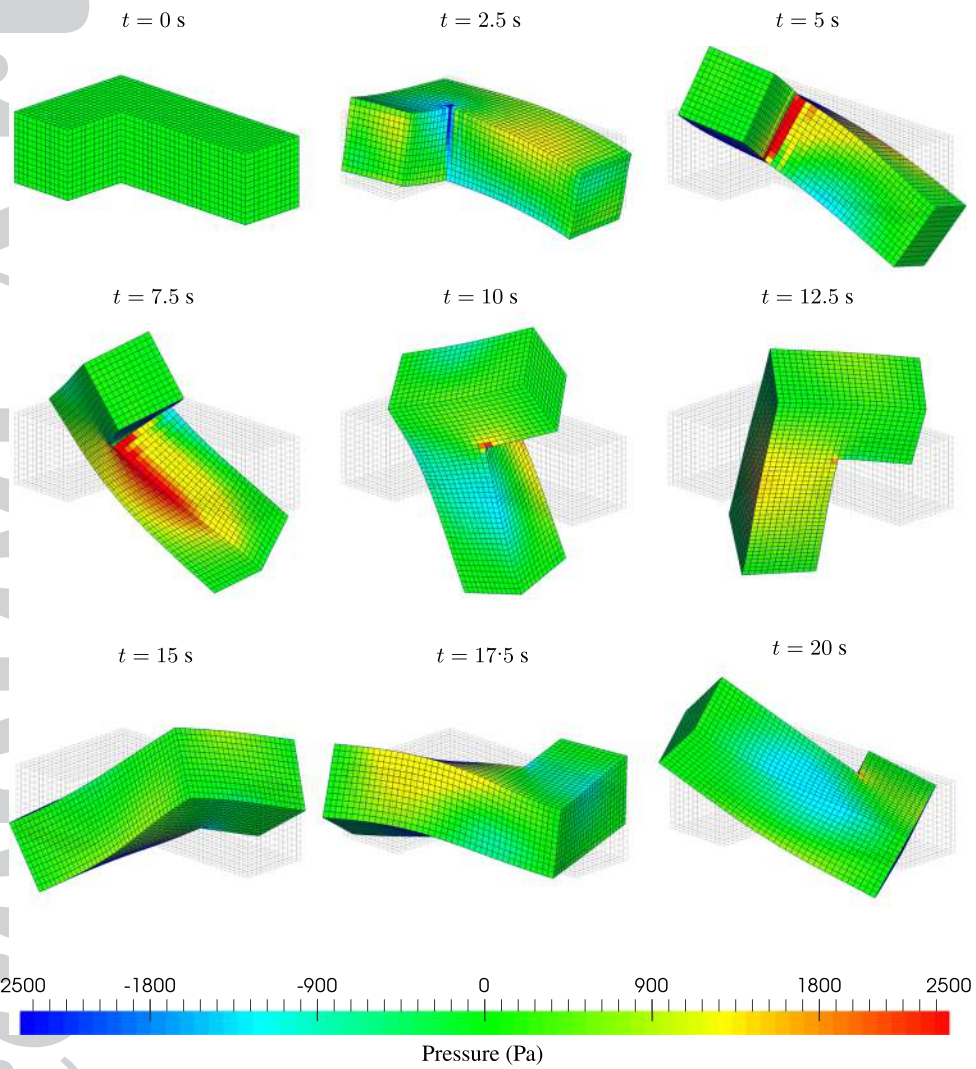 t = 0 s
t = 2.5 s
t = 5 s
t = 7.5 s
t = 10 s
t = 12.5 s
t = 15 s
t = 17·5 s
t = 20 s
2500 -1800 -900 0 900 1800 2500
Pressure (Pa)